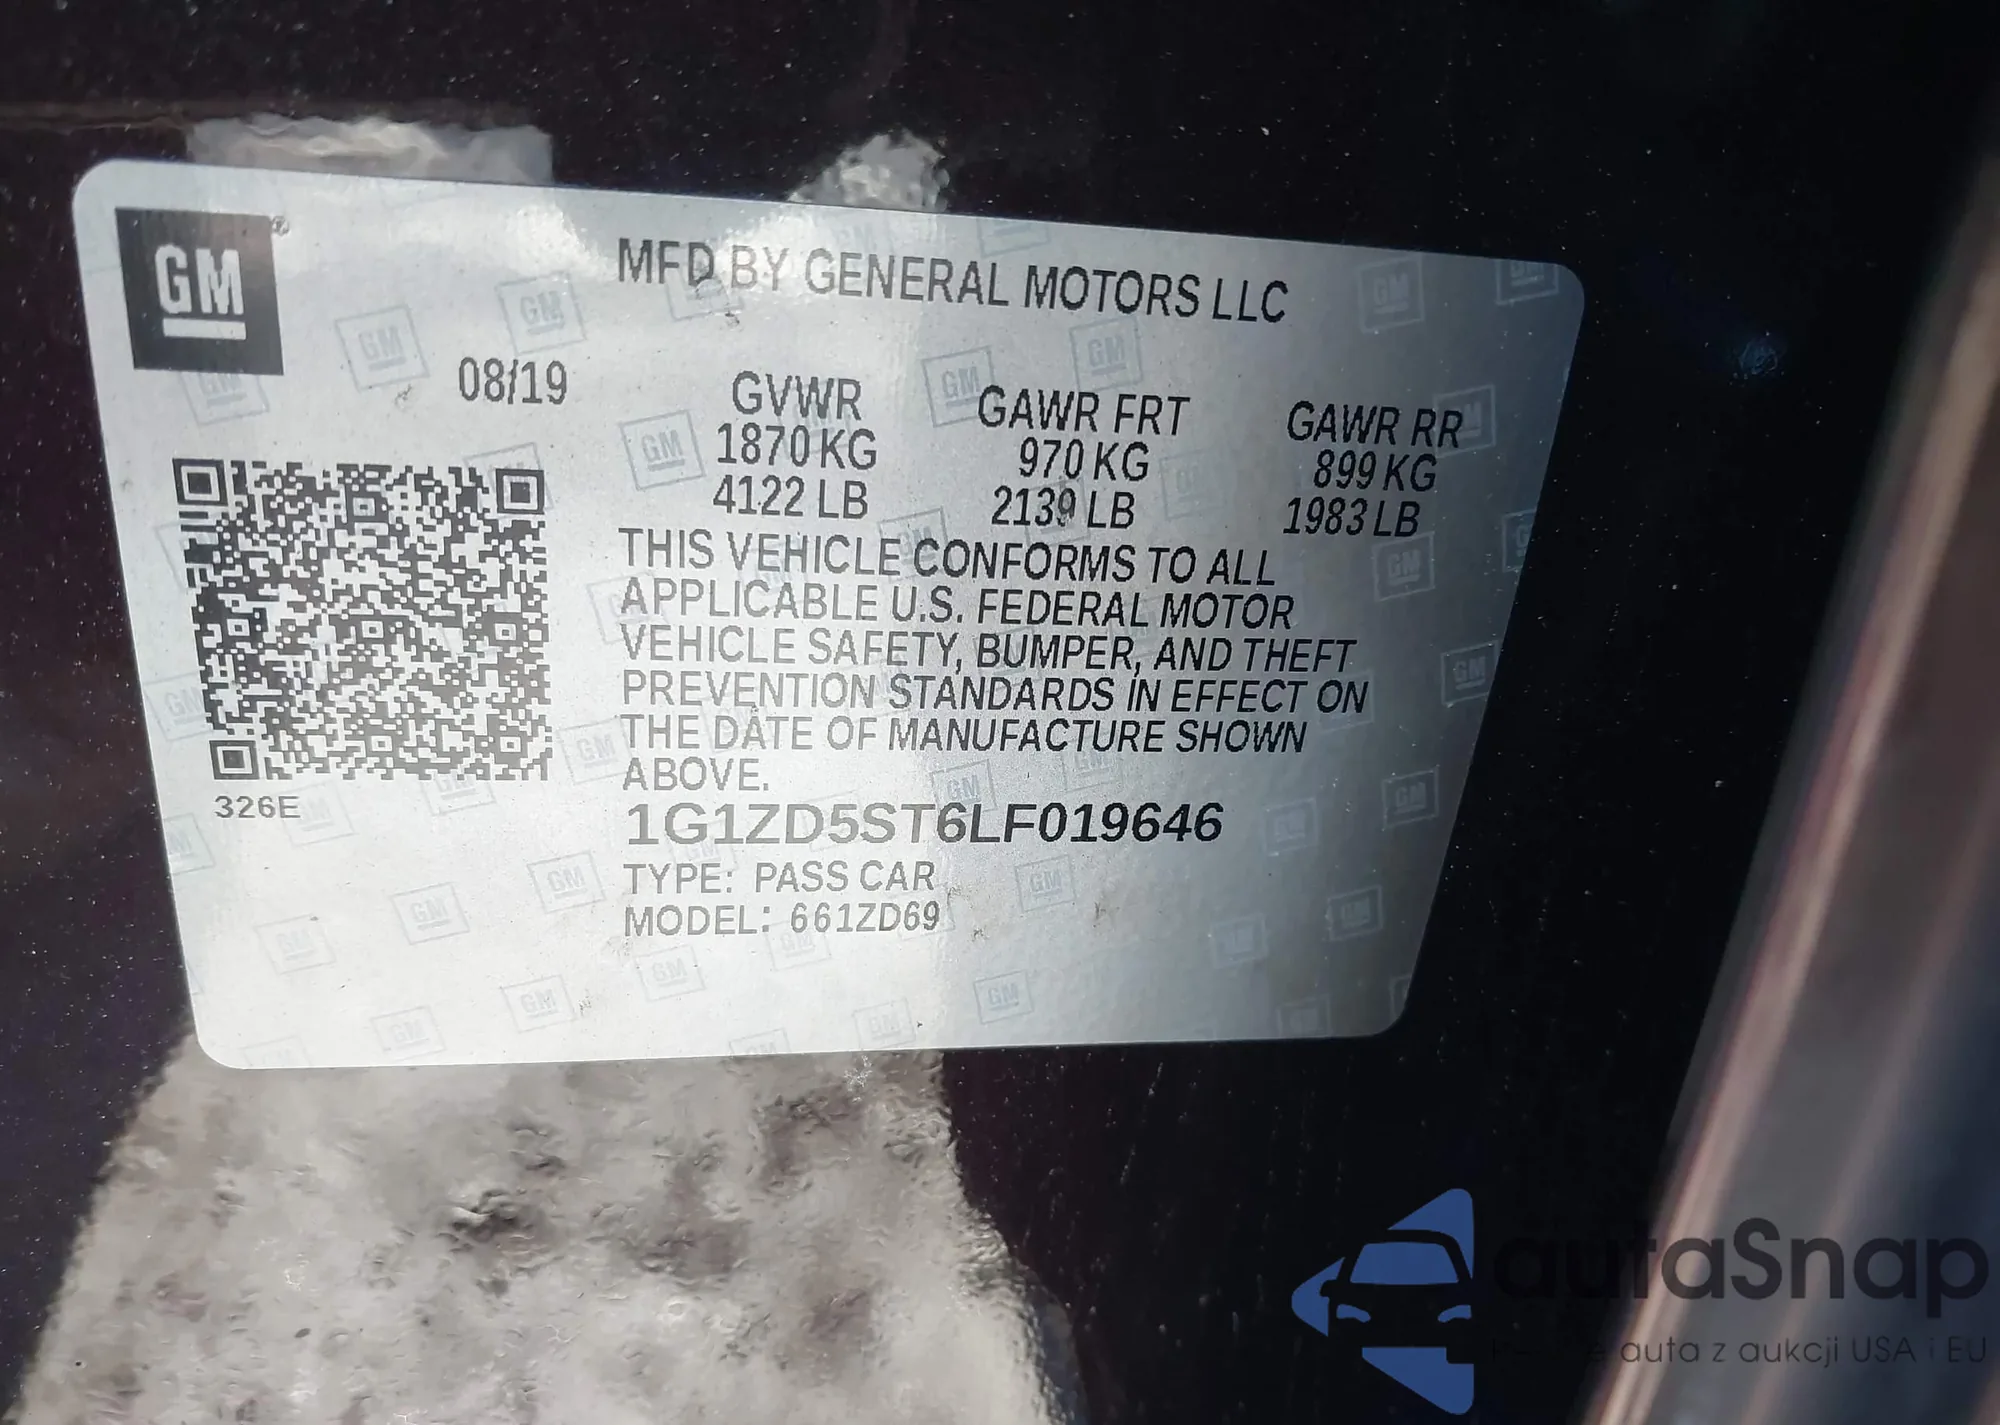 GM
MFD BY GENERAL MOTORS LLC
08/19
GVWR
1870 KG
4122 LB
GAWR FRT
970 KG
2139 LB
GAWR RR
899 KG
1983 LB
THIS VEHICLE CONFORMS TO ALL
APPLICABLE U.S. FEDERAL MOTOR
VEHICLE SAFETY, BUMPER, AND THEFT
PREVENTION STANDARDS IN EFFECT ON
THE DATE OF MANUFACTURE SHOWN
ABOVE.
326E
1G1ZD5ST6LF019646
TYPE: PASS CAR
MODEL: 661ZD69
autaSnap
auta z aukcji USA i EU